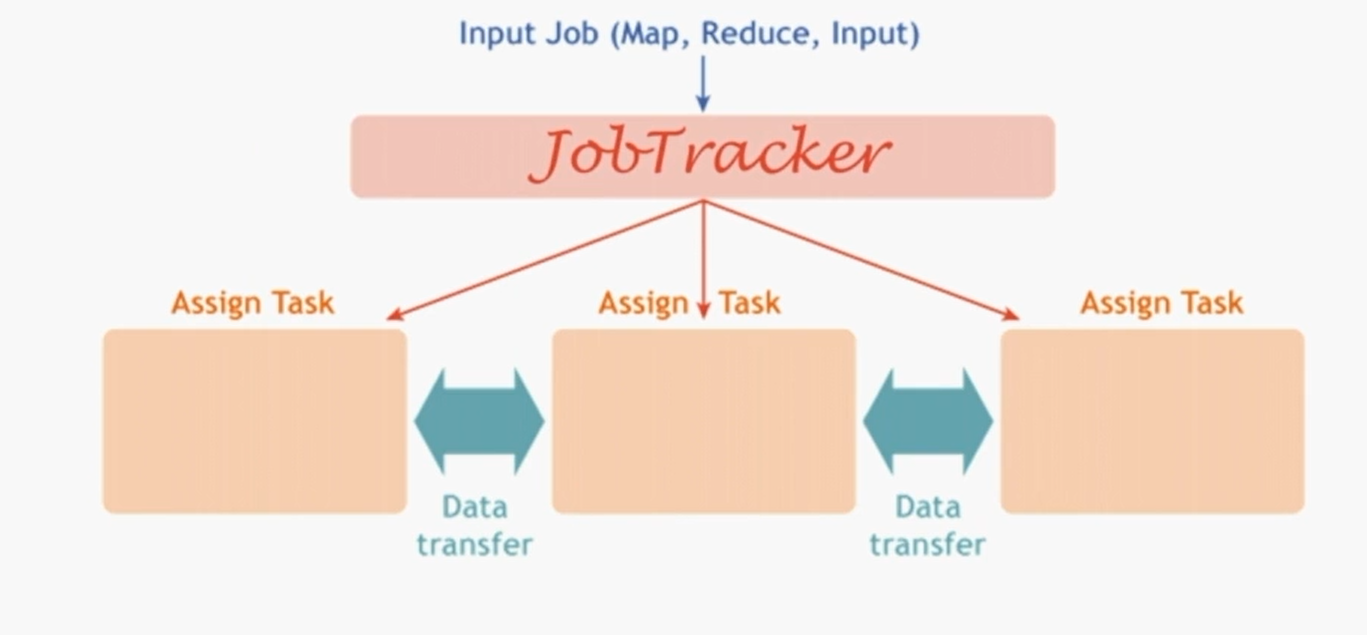 Input Job (Map, Reduce, Input)
JobTracker
Assign Task
Assign Task
Assign Task
Data
transfer
Data
transfer